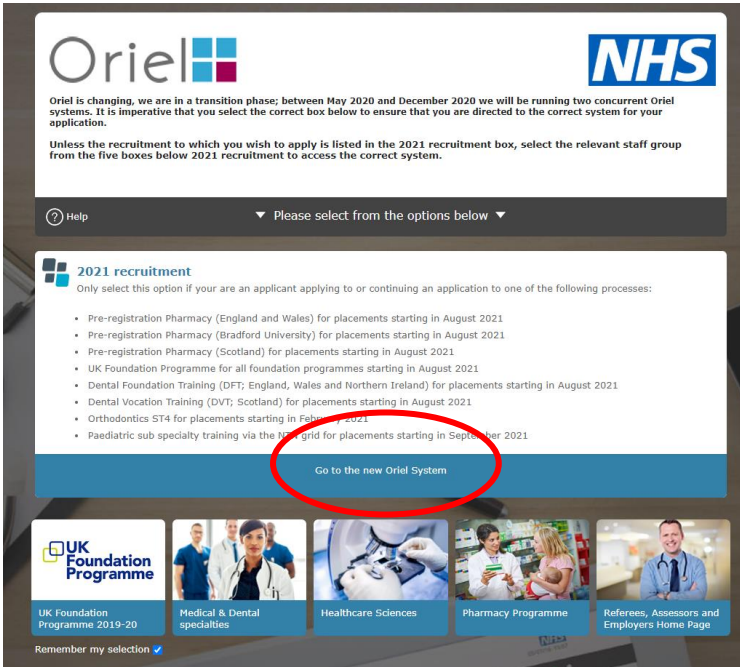 Oriel
NHS
Oriel is changing, we are in a transition phase; between May 2020 and December 2020 we will be running two concurrent Oriel
systems. It is imperative that you select the correct box below to ensure that you are directed to the correct system for your
application.
Unless the recruitment to which you wish to apply is listed in the 2021 recruitment box, select the relevant staff group
from the five boxes below 2021 recruitment to access the correct system.
? Help
▼ Please select from the options below ▼
2021 recruitment
Only select this option if your are an applicant applying to or continuing an application to one of the following processes:
• Pre-registration Pharmacy (England and Wales) for placements starting in August 2021
• Pre-registration Pharmacy (Bradford University) for placements starting in August 2021
• Pre-registration Pharmacy (Scotland) for placements starting in August 2021
• UK Foundation Programme for all foundation programmes starting in August 2021
• Dental Foundation Training (DFT; England, Wales and Northern Ireland) for placements starting in August 2021
• Dental Vocation Training (DVT; Scotland) for placements starting in August 2021
• Orthodontics ST4 for placements starting in February 2021
• Paediatric sub specialty training via the NTN grid for placements starting in September 2021
Go to the new Oriel System
UK
Foundation
Programme
UK Foundation
Programme 2019-20
Medical & Dental
specialties
Healthcare Sciences
Pharmacy Programme
Referees, Assessors and
Employers Home Page
Remember my selection
NHS